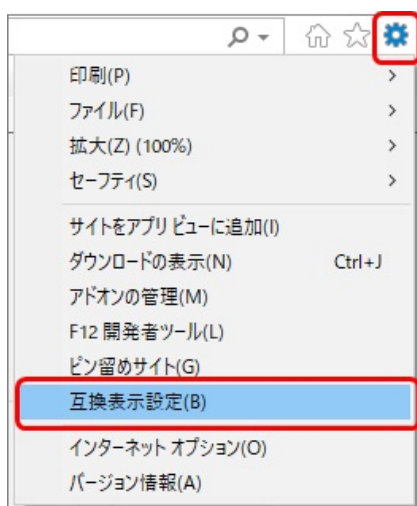 印刷(P)
ファイル(F)
拡大(Z) (100%)
セーフティ(S)
サイトをアプリ ビューに追加(I)
ダウンロードの表示(N) Ctrl+J
アドオンの管理(M)
F12 開発者ツール(L)
ピン留めサイト(G)
互換表示設定(B)
インターネット オプション(O)
バージョン情報(A)